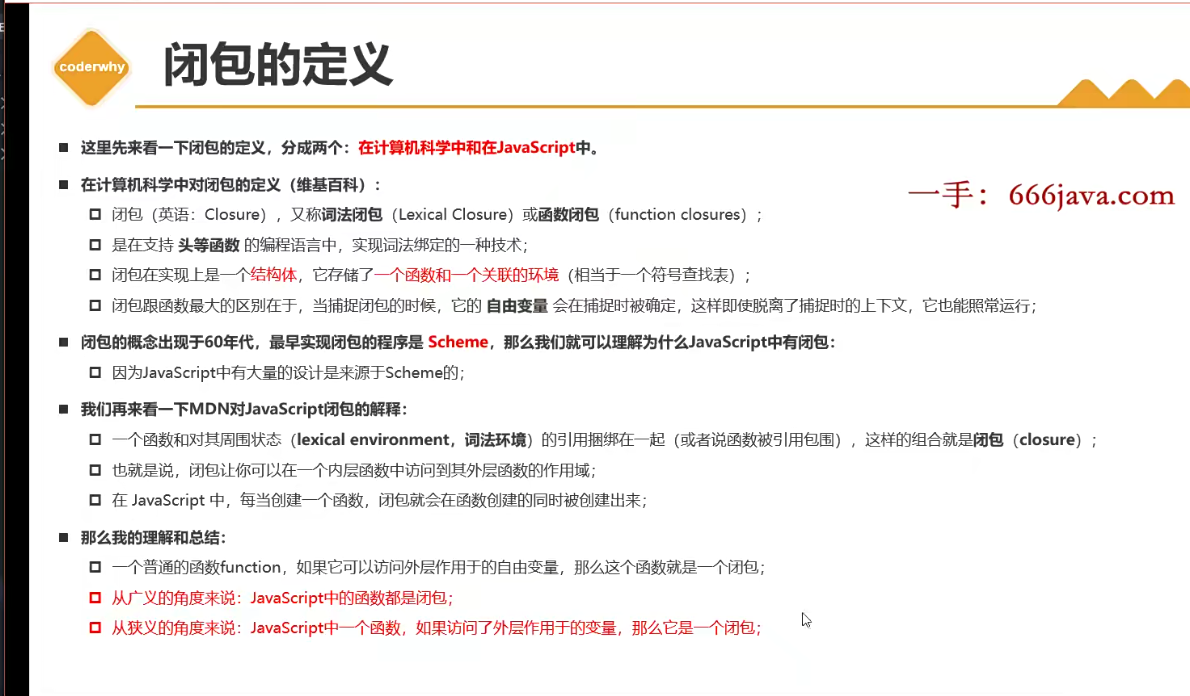 coderwhy
闭包的定义
这里先来看一下闭包的定义，分成两个：在计算机科学中和在JavaScript中。
在计算机科学中对闭包的定义（维基百科）：
一手：666java.com
闭包（英语：Closure），又称词法闭包（Lexical Closure）或函数闭包（function closures）；
是在支持 头等函数 的编程语言中，实现词法绑定的一种技术；
闭包在实现上是一个结构体，它存储了一个函数和一个关联的环境（相当于一个符号查找表）；
闭包跟函数最大的区别在于，当捕捉闭包的时候，它的 自由变量 会在捕捉时被确定，这样即使脱离了捕捉时的上下文，它也能照常运行；
闭包的概念出现于60年代，最早实现闭包的程序是 Scheme，那么我们就可以理解为什么JavaScript中有闭包：
因为JavaScript中有大量的设计是来源于Scheme的；
我们再来看一下MDN对JavaScript闭包的解释：
一个函数和对其周围状态（lexical environment，词法环境）的引用捆绑在一起（或者说函数被引用包围），这样的组合就是闭包（closure）；
也就是说，闭包让你可以在一个内层函数中访问到其外层函数的作用域；
在 JavaScript 中，每当创建一个函数，闭包就会在函数创建的同时被创建出来；
那么我的理解和总结：
一个普通的函数function，如果它可以访问外层作用于的自由变量，那么这个函数就是一个闭包；
从广义的角度来说：JavaScript中的函数都是闭包；
从狭义的角度来说：JavaScript中一个函数，如果访问了外层作用于的变量，那么它是一个闭包；